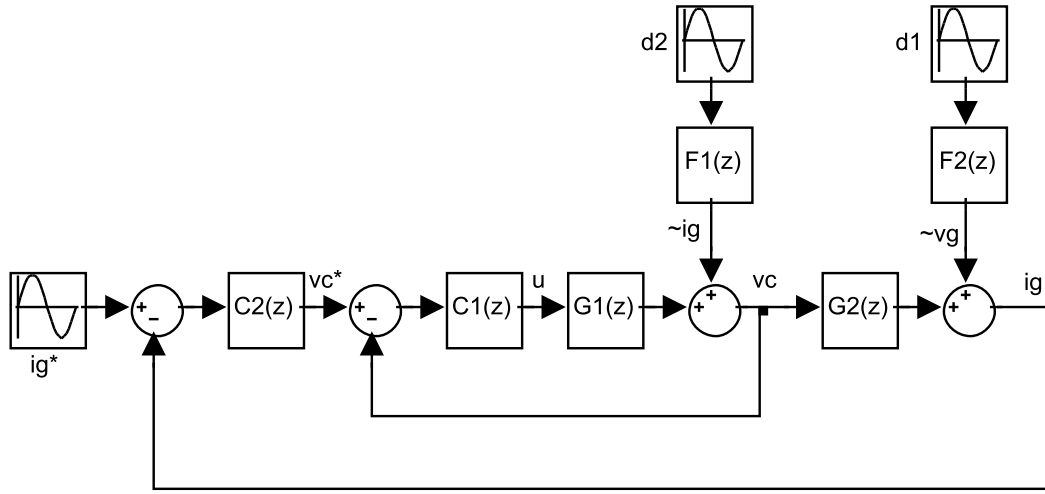 d2
d1
F1(z)
F2(z)
~ig
~vg
vc*
u
vc
ig
+
−
C2(z)
+
−
C1(z)
G1(z)
+
+
G2(z)
+
+
ig*